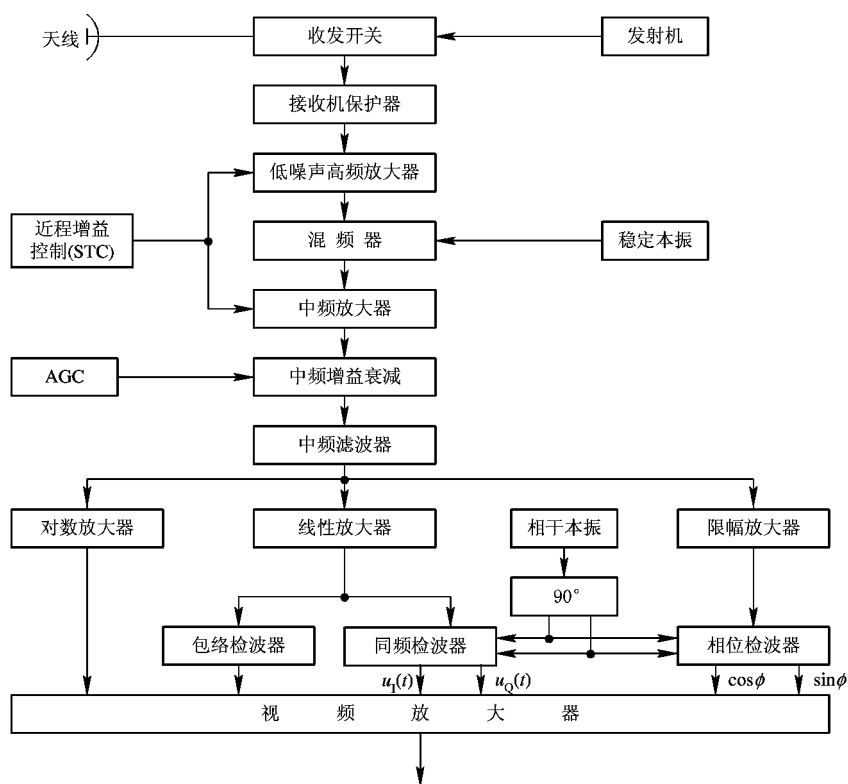 天线
收发开关
发射机
接收机保护器
低噪声高频放大器
近程增益
控制(STC)
混 频 器
稳定本振
中频放大器
AGC
中频增益衰减
中频滤波器
对数放大器
线性放大器
相干本振
限幅放大器
90°
包络检波器
同频检波器
相位检波器
u_I(t)
u_Q(t)
cosϕ
sinϕ
视 频 放 大 器